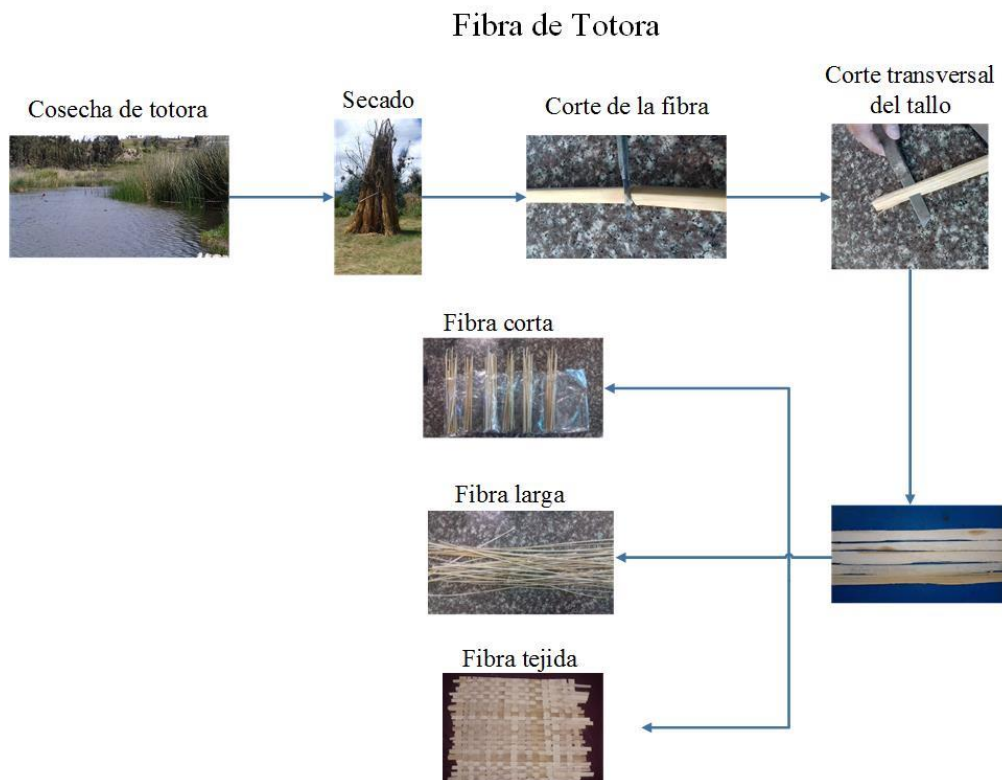 Fibra de Totora
Cosecha de totora
Secado
Corte de la fibra
Corte transversal
del tallo
Fibra corta
Fibra larga
Fibra tejida